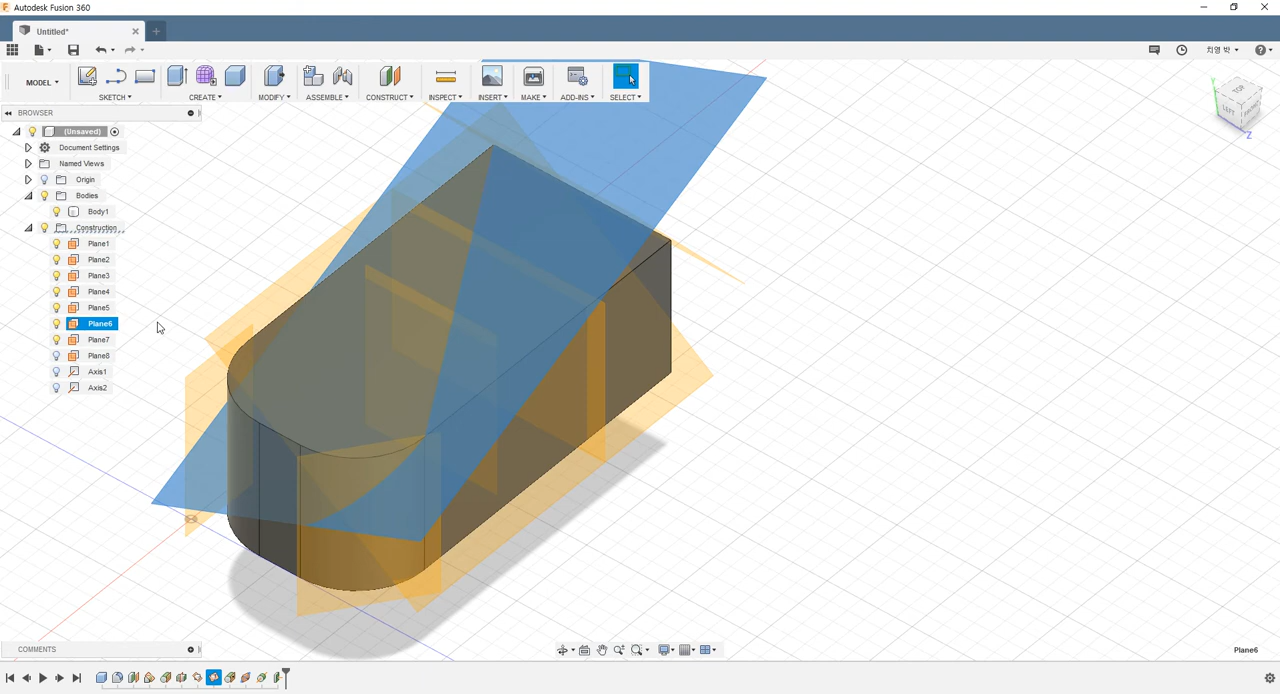 Autodesk Fusion 360
Untitled*
치영 박
MODEL
SKETCH
CREATE
MODIFY
ASSEMBLE
CONSTRUCT
INSPECT
INSERT
MAKE
ADD-INS
SELECT
BROWSER
(Unsaved)
Document Settings
Named Views
Origin
Bodies
Body1
Construction
Plane1
Plane2
Plane3
Plane4
Plane5
Plane6
Plane7
Plane8
Axis1
Axis2
TOP
LEFT
FRONT
Y
Z
COMMENTS
Plane6